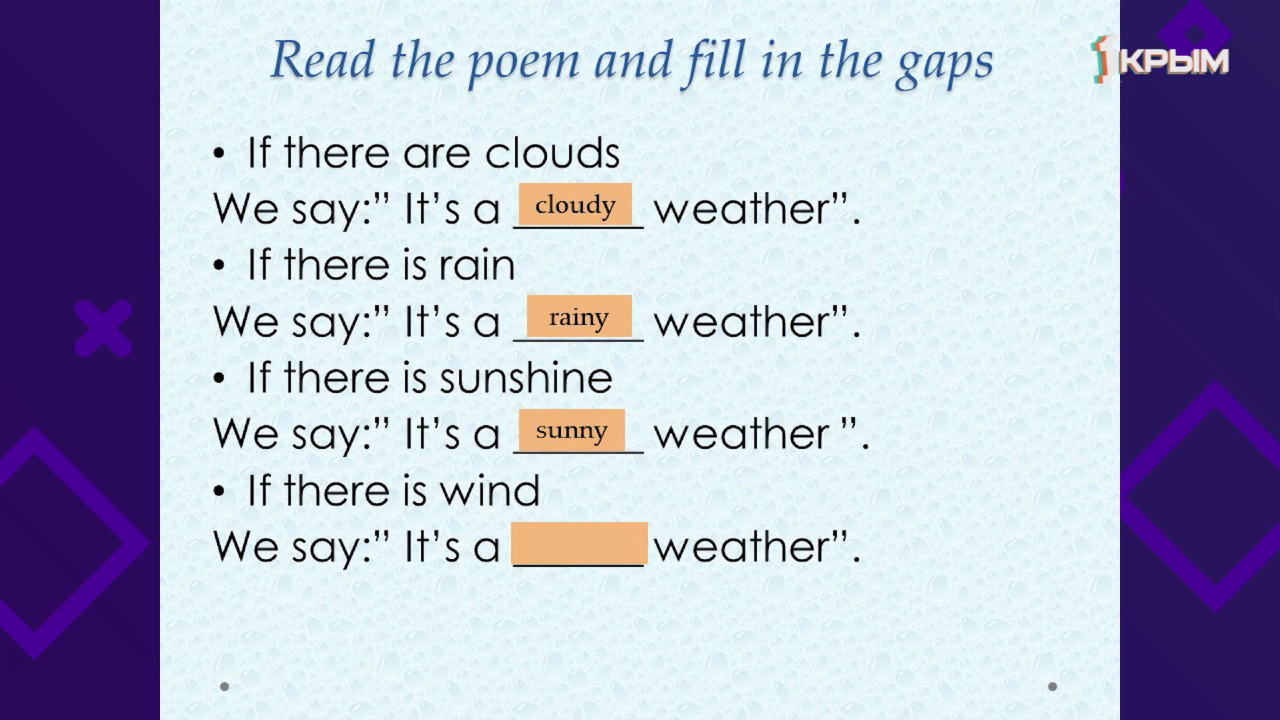 Read the poem and fill in the gaps
1КРЫМ
• If there are clouds
We say:” It’s a cloudy weather”.
• If there is rain
We say:” It’s a rainy weather”.
• If there is sunshine
We say:” It’s a sunny weather ”.
• If there is wind
We say:” It’s a ______ weather”.